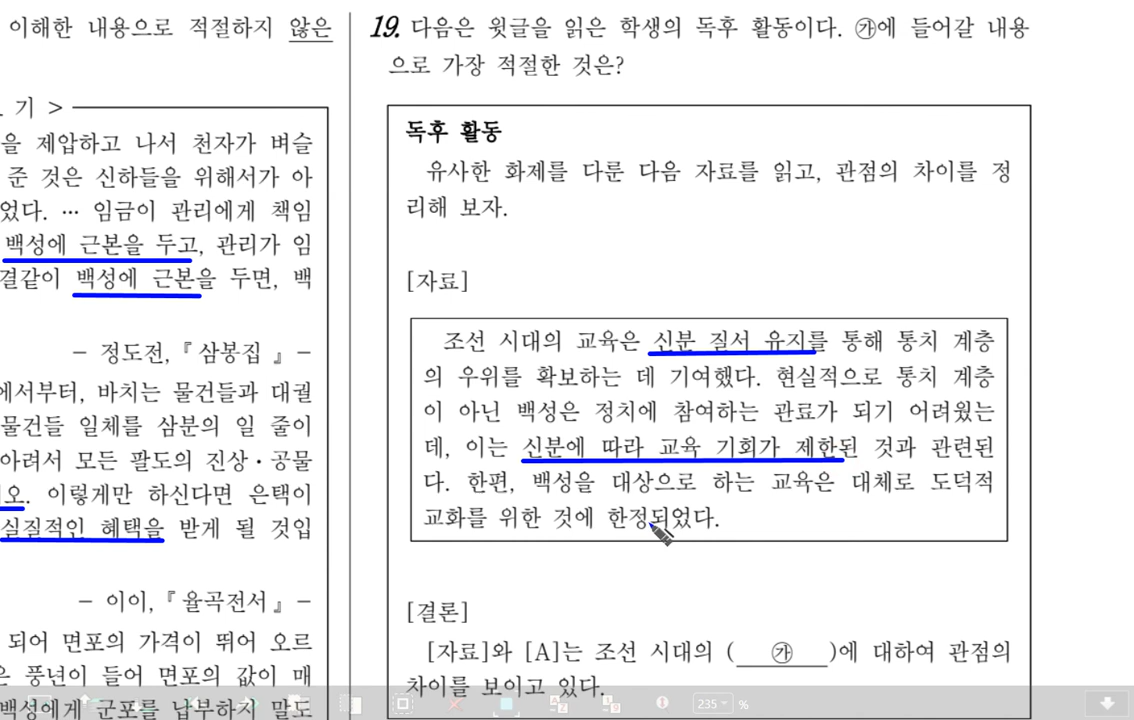 이해한 내용으로 적절하지 않은
기 >
을 제압하고 나서 천자가 벼슬
준 것은 신하들을 위해서가 아
었다. … 임금이 관리에게 책임
백성에 근본을 두고, 관리가 임
결같이 백성에 근본을 두면, 백
- 정도전,『 삼봉집 』-
에서부터, 바치는 물건들과 대궐
물건들 일체를 삼분의 일 줄이
아려서 모든 팔도의 진상·공물
오. 이렇게만 하신다면 은택이
실질적인 혜택을 받게 될 것입
- 이이,『 율곡전서 』-
되어 면포의 가격이 뛰어 오르
은 풍년이 들어 면포의 값이 매
백성에게 군포를 납부하지 말도
19. 다음은 윗글을 읽은 학생의 독후 활동이다. ㉮에 들어갈 내용
으로 가장 적절한 것은?
독후 활동
유사한 화제를 다룬 다음 자료를 읽고, 관점의 차이를 정
리해 보자.
[자료]
조선 시대의 교육은 신분 질서 유지를 통해 통치 계층
의 우위를 확보하는 데 기여했다. 현실적으로 통치 계층
이 아닌 백성은 정치에 참여하는 관료가 되기 어려웠는
데, 이는 신분에 따라 교육 기회가 제한된 것과 관련된
다. 한편, 백성을 대상으로 하는 교육은 대체로 도덕적
교화를 위한 것에 한정되었다.
[결론]
[자료]와 [A]는 조선 시대의 ( ㉮ )에 대하여 관점의
차이를 보이고 있다.
235 %